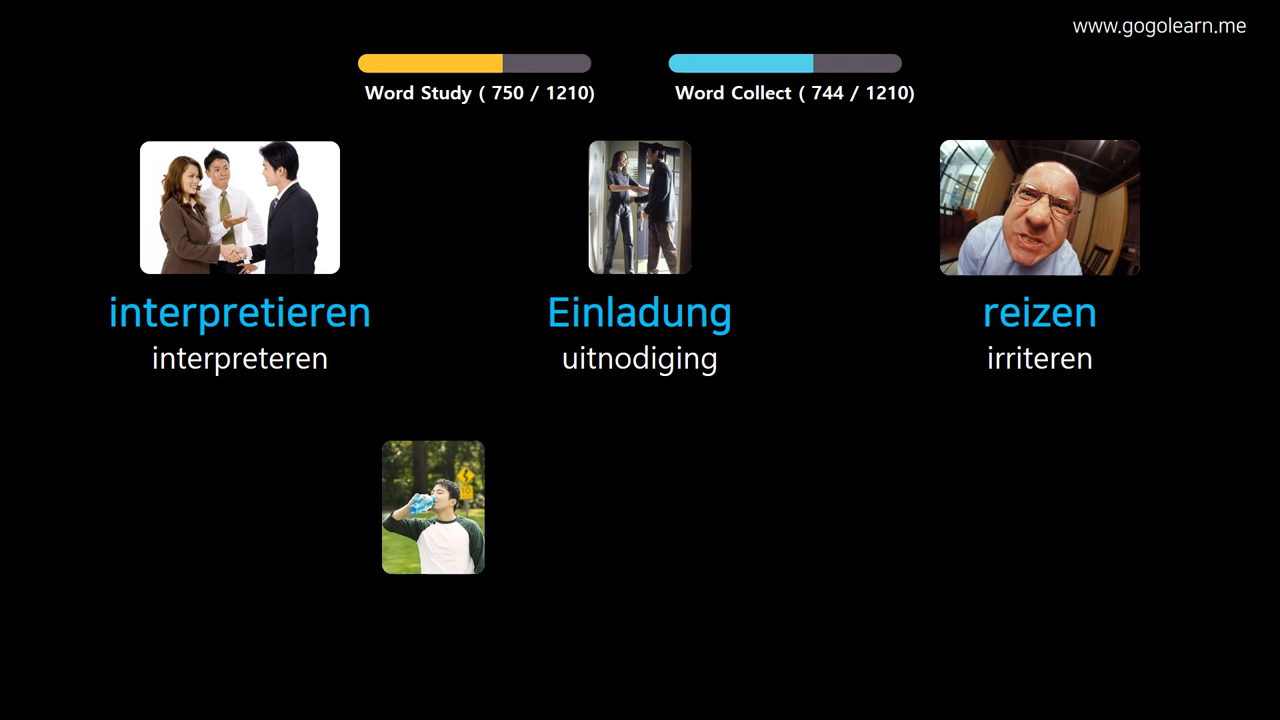 www.gogolearn.me
Word Study ( 750 / 1210)
Word Collect ( 744 / 1210)
interpretieren
interpreteren
Einladung
uitnodiging
reizen
irriteren